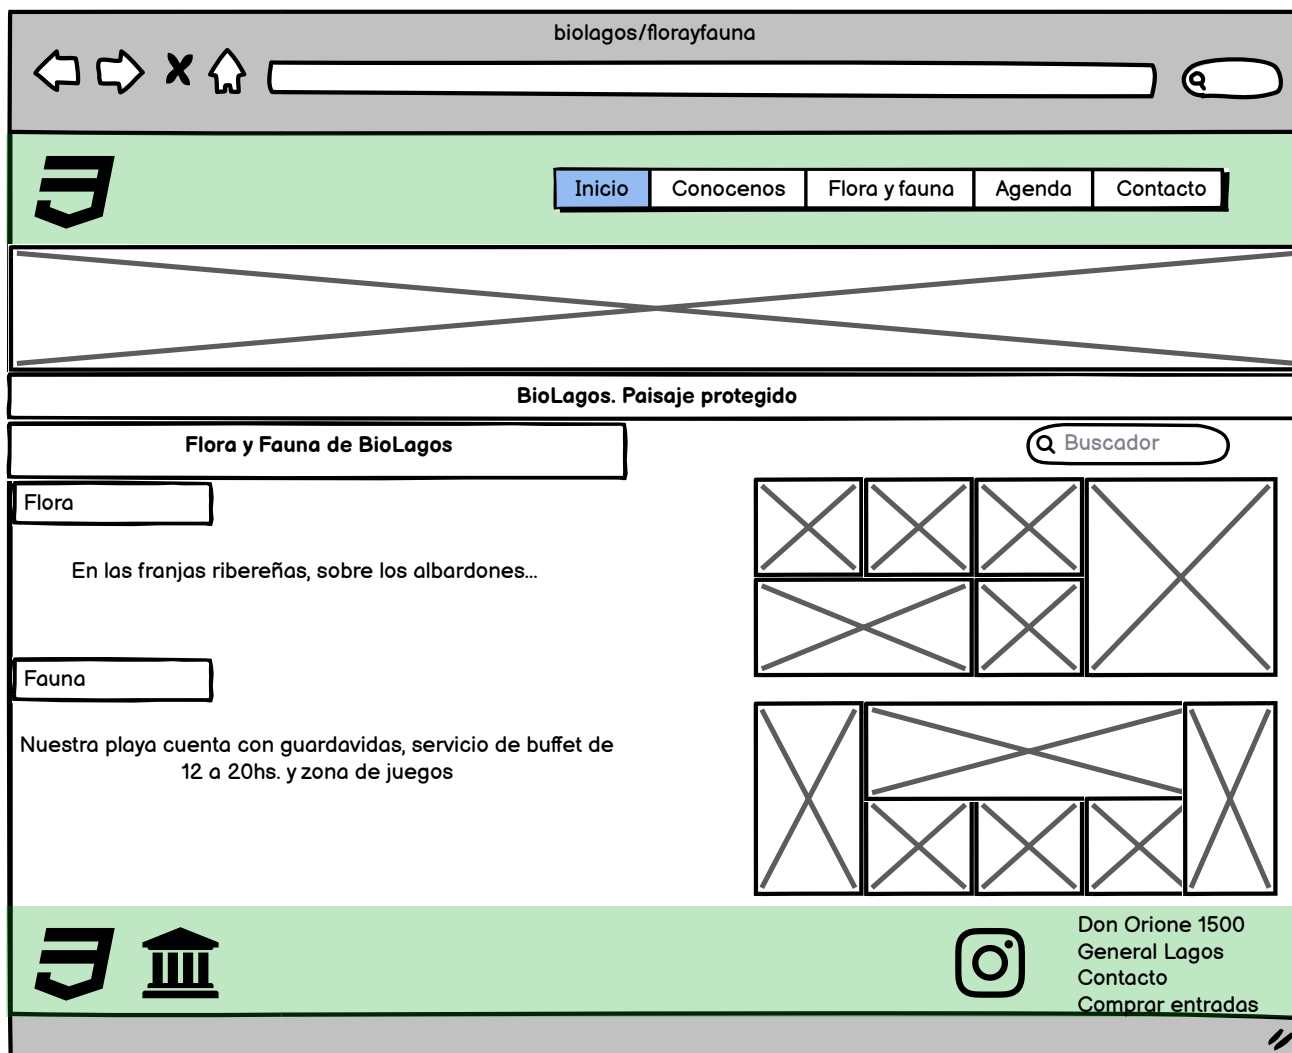 biolagos/florayfauna
Inicio
Conocenos
Flora y fauna
Agenda
Contacto
BioLagos. Paisaje protegido
Flora y Fauna de BioLagos
Buscador
Flora
En las franjas ribereñas, sobre los albardones...
Fauna
Nuestra playa cuenta con guardavidas, servicio de buffet de
12 a 20hs. y zona de juegos
Don Orione 1500
General Lagos
Contacto
Comprar entradas